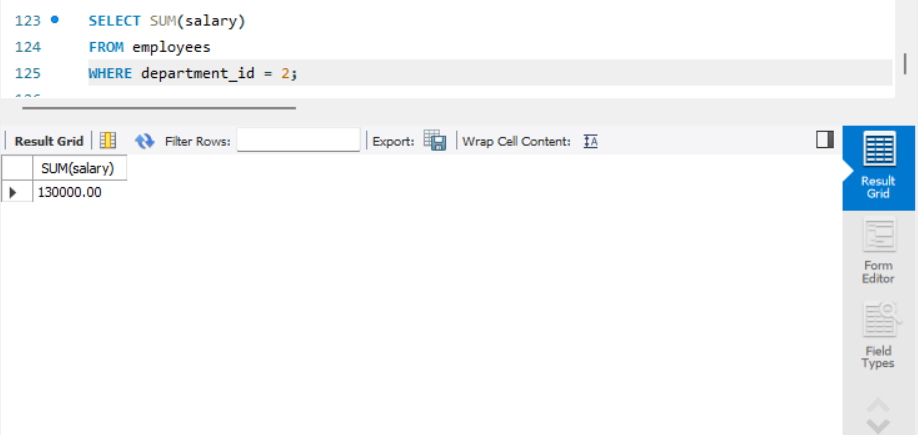 123 SELECT SUM(salary)
124 FROM employees
125 WHERE department_id = 2;
Result Grid Filter Rows: Export: Wrap Cell Content: IA
SUM(salary)
130000.00
Result
Grid
Form
Editor
Field
Types